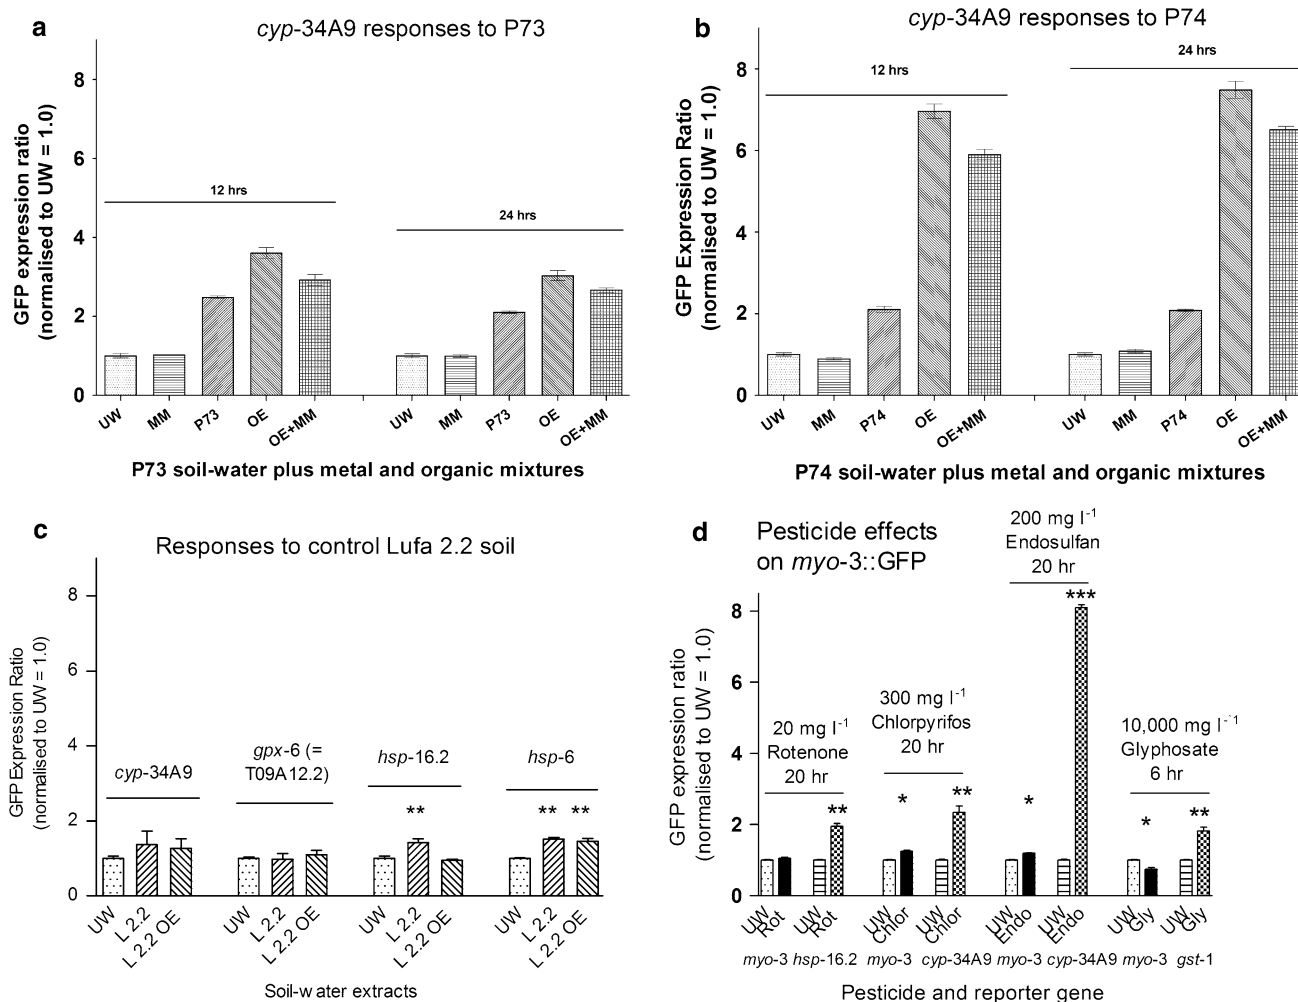 a
cyp-34A9 responses to P73
GFP expression ratio
(normalised to UW = 1.0)
8
6
4
2
0
12 hrs
24 hrs
UW
MM
P73
OE
OE+MM
UW
MM
P73
OE
OE+MM
P73 soil-water plus metal and organic mixtures
b
cyp-34A9 responses to P74
GFP Expression Ratio
(normalised to UW = 1.0)
8
6
4
2
0
12 hrs
24 hrs
UW
MM
P74
OE
OE+MM
UW
MM
P74
OE
OE+MM
P74 soil-water plus metal and organic mixtures
c
Responses to control Lufa 2.2 soil
GFP Expression Ratio
(normalised to UW = 1.0)
8
6
4
2
0
cyp-34A9
gpx-6 (=
T09A12.2)
hsp-16.2
hsp-6
**
**
**
UW
L 2.2
L 2.2 OE
UW
L 2.2
L 2.2 OE
UW
L 2.2
L 2.2 OE
UW
L 2.2
L 2.2 OE
Soil-water extracts
d
Pesticide effects
on myo-3::GFP
GFP expression ratio
(normalised to UW = 1.0)
8
6
4
2
0
20 mg l-1
Rotenone
20 hr
**
300 mg l-1
Chlorpyrifos
20 hr
*
**
200 mg l-1
Endosulfan
20 hr
*
***
10,000 mg l-1
Glyphosate
6 hr
*
**
UW
Rot
UW
Rot
UW
Chlor
UW
Chlor
UW
Endo
UW
Endo
UW
Gly
UW
Gly
myo-3 hsp-16.2 myo-3 cyp-34A9 myo-3 cyp-34A9 myo-3 gst-1
Pesticide and reporter gene